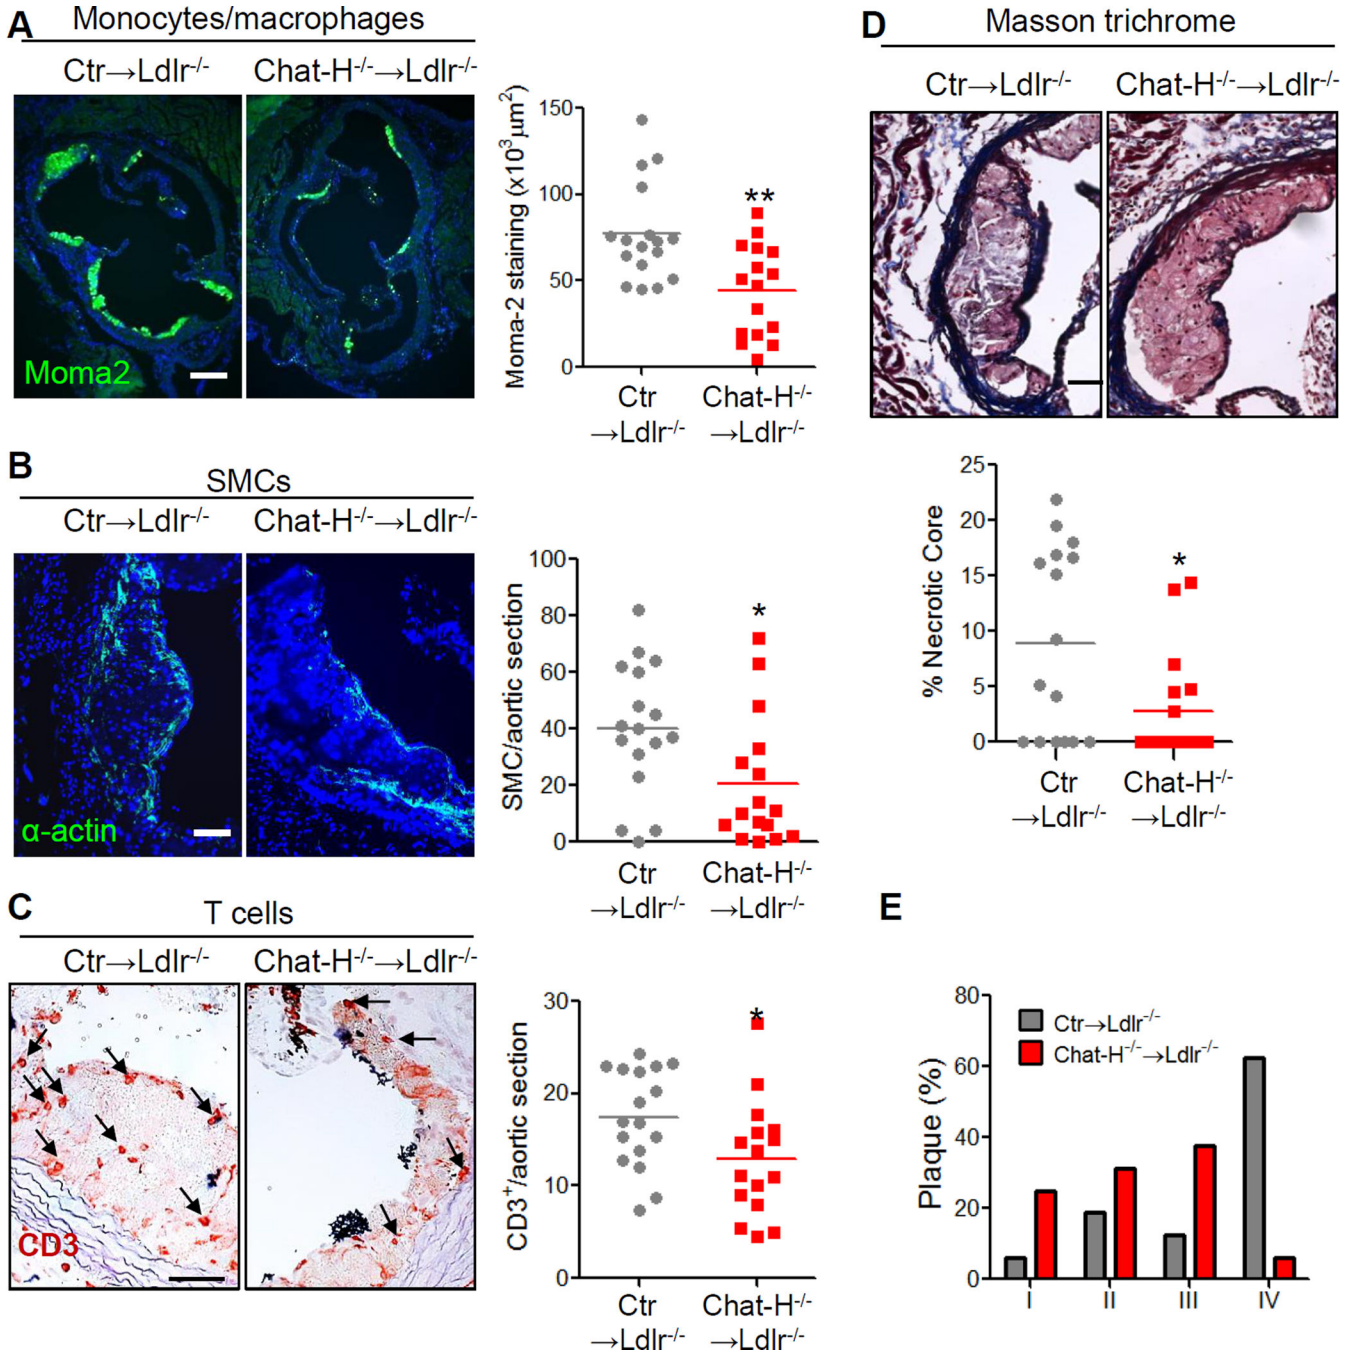 A
Monocytes/macrophages
Ctr→Ldlr-/-
Chat-H-/-→Ldlr-/-
Moma2
Moma-2 staining (x10³ µm²)
150
100
50
0
**
Ctr
→Ldlr-/-
Chat-H-/-
→Ldlr-/-
B
SMCs
Ctr→Ldlr-/-
Chat-H-/-→Ldlr-/-
α-actin
SMC/aortic section
100
80
60
40
20
0
*
Ctr
→Ldlr-/-
Chat-H-/-
→Ldlr-/-
C
T cells
Ctr→Ldlr-/-
Chat-H-/-→Ldlr-/-
CD3
CD3+/aortic section
30
20
10
0
*
Ctr
→Ldlr-/-
Chat-H-/-
→Ldlr-/-
D
Masson trichrome
Ctr→Ldlr-/-
Chat-H-/-→Ldlr-/-
% Necrotic Core
25
20
15
10
5
0
*
Ctr
→Ldlr-/-
Chat-H-/-
→Ldlr-/-
E
Plaque (%)
80
60
40
20
0
Ctr→Ldlr-/-
Chat-H-/-→Ldlr-/-
I
II
III
IV